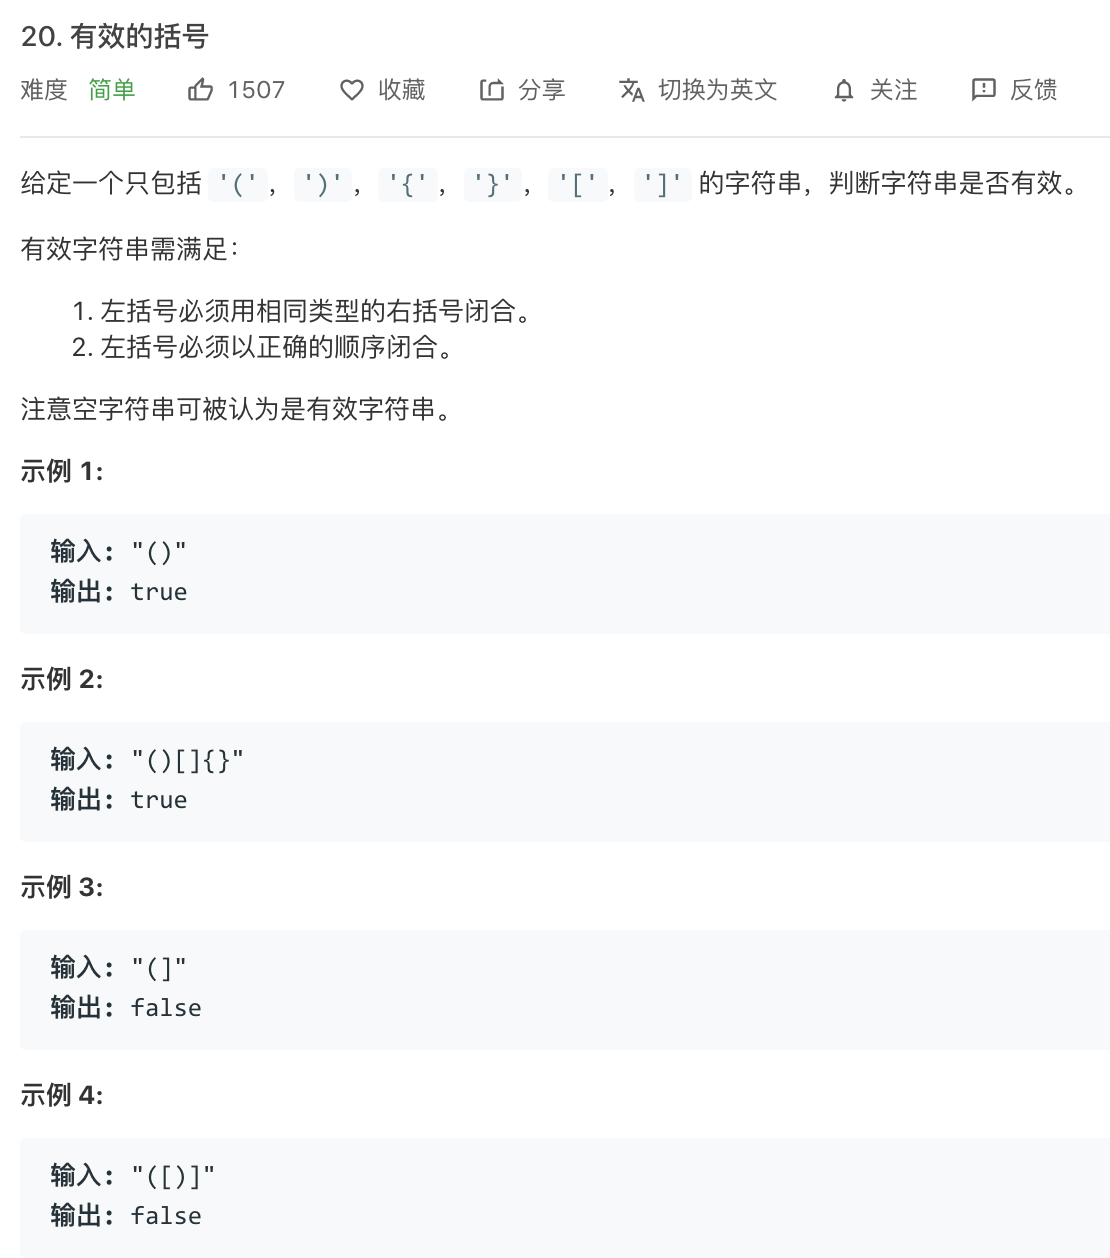 20. 有效的括号
难度 简单 1507 收藏 分享 切换为英文 关注 反馈
给定一个只包括 '('，')'，'{'，'}'，'['，']' 的字符串，判断字符串是否有效。
有效字符串需满足：
1. 左括号必须用相同类型的右括号闭合。
2. 左括号必须以正确的顺序闭合。
注意空字符串可被认为是有效字符串。
示例 1:
输入: "()"
输出: true
示例 2:
输入: "()[]{}"
输出: true
示例 3:
输入: "(]"
输出: false
示例 4:
输入: "([)]"
输出: false